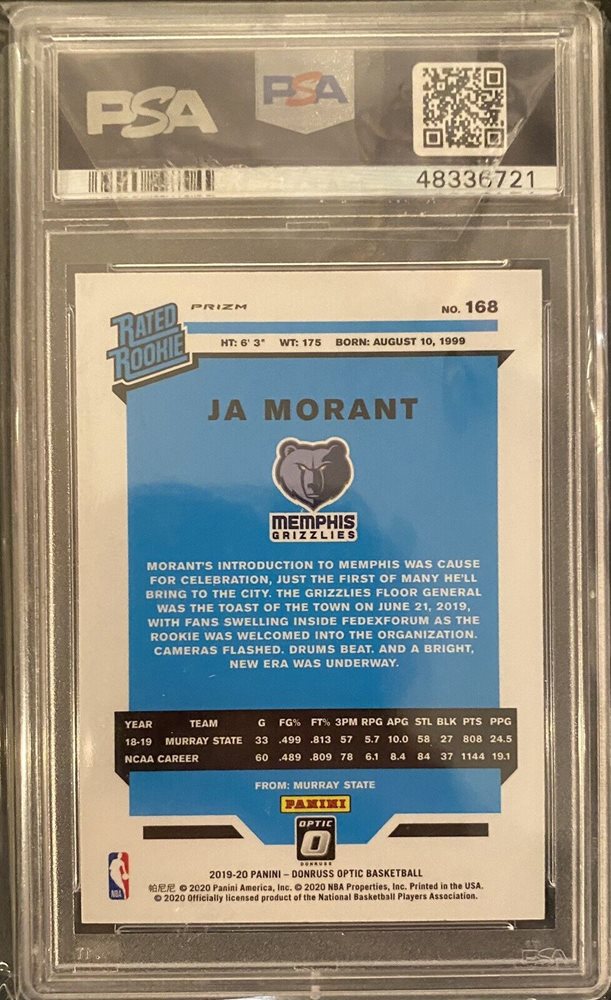 PSA
PSA
48336721
RATED
ROOKIE
PRIZM
NO. 168
HT: 6' 3" WT: 175 BORN: AUGUST 10, 1999
JA MORANT
MEMPHIS
GRIZZLIES
MORANT'S INTRODUCTION TO MEMPHIS WAS CAUSE
FOR CELEBRATION, JUST THE FIRST OF MANY HE'LL
BRING TO THE CITY. THE GRIZZLIES FLOOR GENERAL
WAS THE TOAST OF THE TOWN ON JUNE 21, 2019,
WITH FANS SWELLING INSIDE FEDEXFORUM AS THE
ROOKIE WAS WELCOMED INTO THE ORGANIZATION.
CAMERAS FLASHED. DRUMS BEAT. AND A BRIGHT,
NEW ERA WAS UNDERWAY.
YEAR TEAM G FG% FT% 3PM RPG APG STL BLK PTS PPG
18-19 MURRAY STATE 33 .499 .813 57 5.7 10.0 58 27 808 24.5
NCAA CAREER 60 .489 .809 78 6.1 8.4 84 37 1144 19.1
FROM: MURRAY STATE
PANINI
OPTIC
DONRUSS
NBA
2019-20 PANINI – DONRUSS OPTIC BASKETBALL
帕尼尼 © 2020 Panini America, Inc. © 2020 NBA Properties, Inc. Printed in the USA.
© 2020 Officially licensed product of the National Basketball Players Association.
PSA